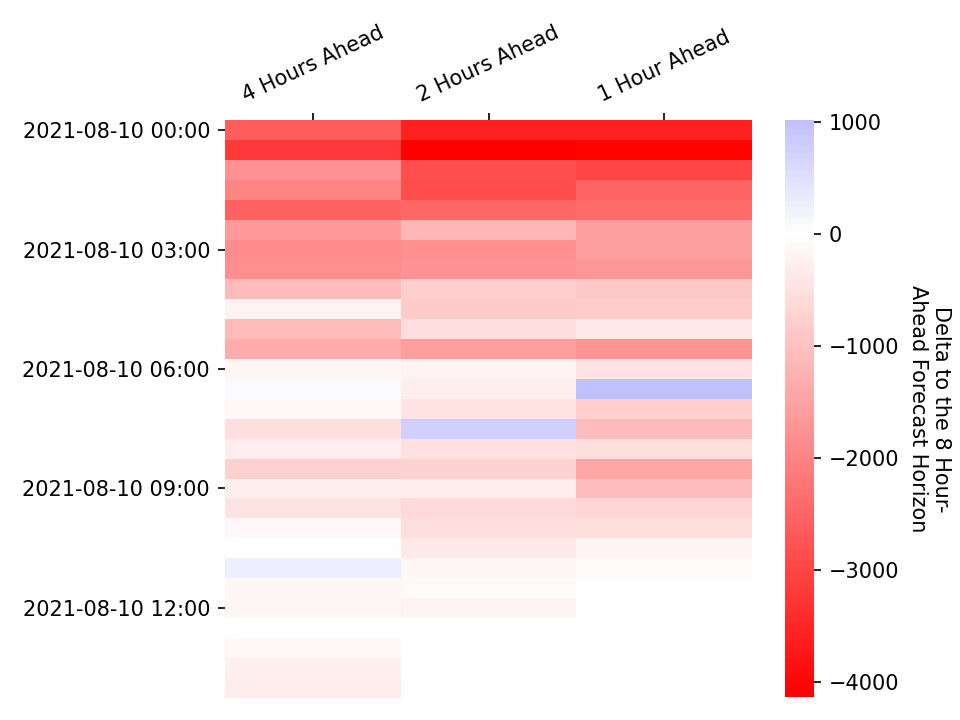 4 Hours Ahead
2 Hours Ahead
1 Hour Ahead
2021-08-10 00:00
2021-08-10 03:00
2021-08-10 06:00
2021-08-10 09:00
2021-08-10 12:00
1000
0
−1000
−2000
−3000
−4000
Delta to the 8 Hour-
Ahead Forecast Horizon